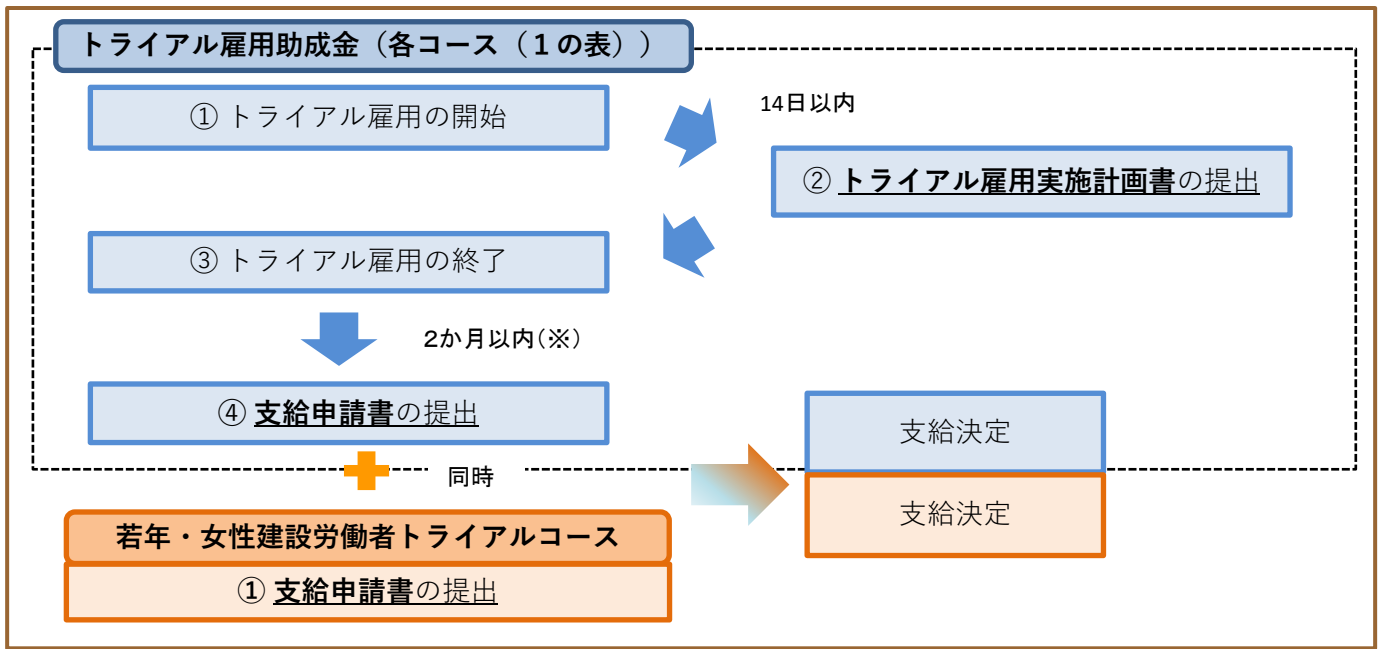 トライアル雇用助成金（各コース（１の表））
① トライアル雇用の開始
14日以内
② トライアル雇用実施計画書の提出
③ トライアル雇用の終了
2か月以内(※)
④ 支給申請書の提出
同時
若年・女性建設労働者トライアルコース
① 支給申請書の提出
支給決定
支給決定